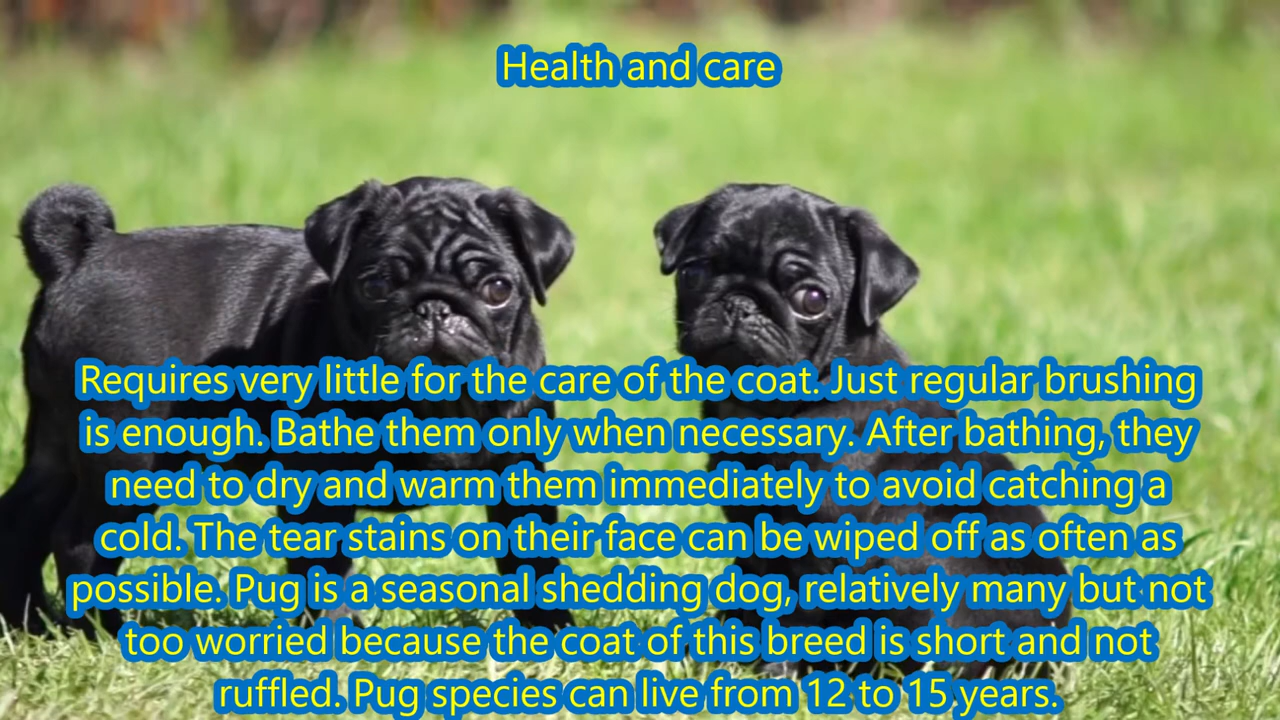 Health and care
Requires very little for the care of the coat. Just regular brushing
is enough. Bathe them only when necessary. After bathing, they
need to dry and warm them immediately to avoid catching a
cold. The tear stains on their face can be wiped off as often as
possible. Pug is a seasonal shedding dog, relatively many but not
too worried because the coat of this breed is short and not
ruffled. Pug species can live from 12 to 15 years.